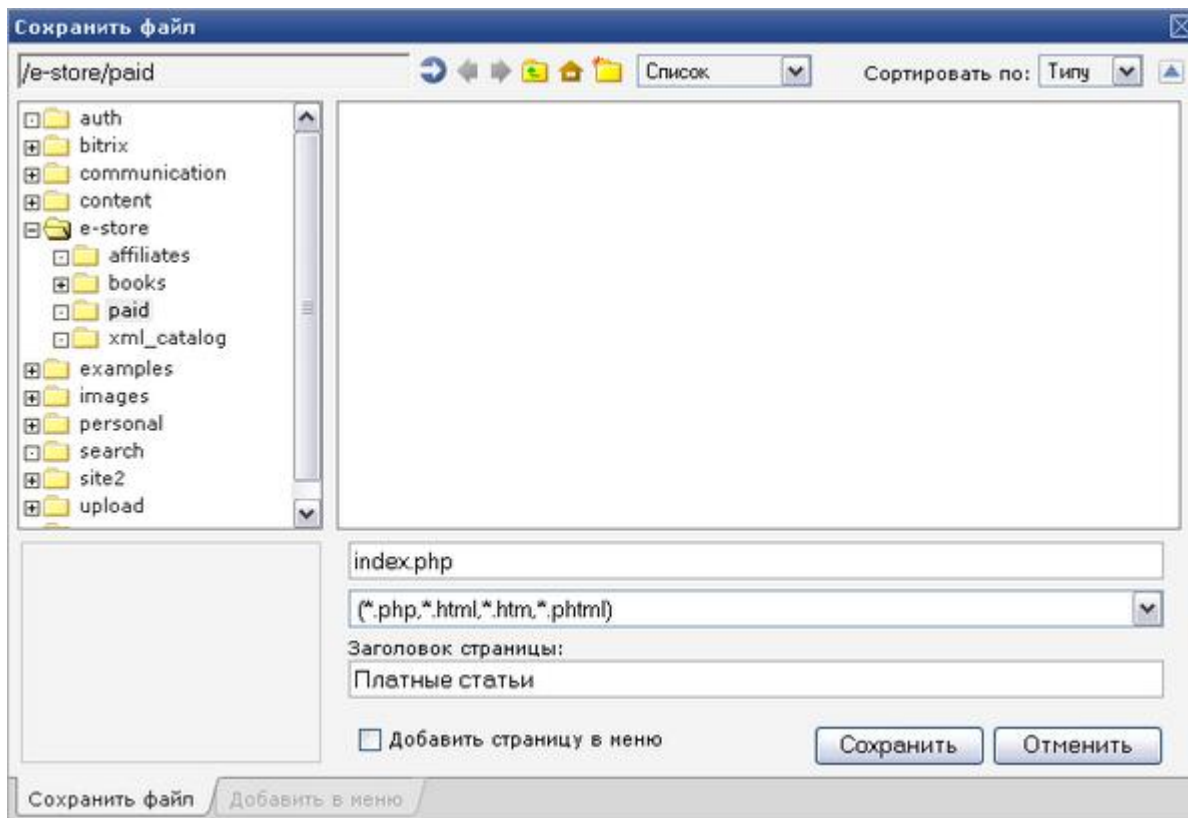 Сохранить файл
/e-store/paid
Список
Сортировать по: Типу
auth
bitrix
communication
content
e-store
affiliates
books
paid
xml_catalog
examples
images
personal
search
site2
upload
index.php
(*.php,*.html,*.htm,*.phtml)
Заголовок страницы:
Платные статьи
Добавить страницу в меню
Сохранить
Отменить
Сохранить файл
Добавить в меню